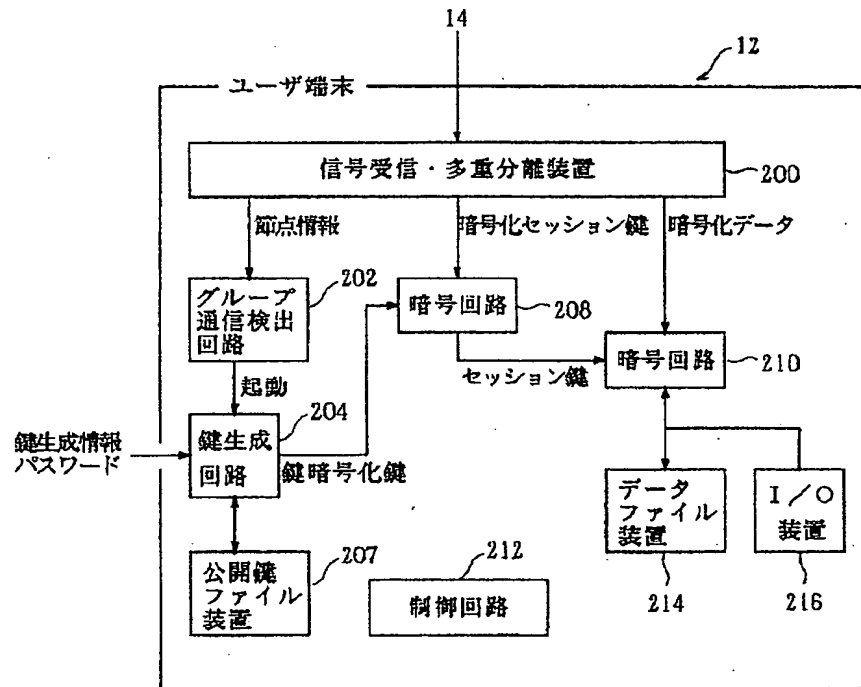 14
12
ユーザ端末
信号受信・多重分離装置
200
節点情報
暗号化セッション鍵
暗号化データ
グループ
通信検出
回路
202
暗号回路
208
暗号回路
210
セッション鍵
起動
鍵生成情報
パスワード
鍵生成
回路
204
鍵暗号化鍵
データ
ファイル
装置
214
I/O
装置
216
公開鍵
ファイル
装置
207
212
制御回路